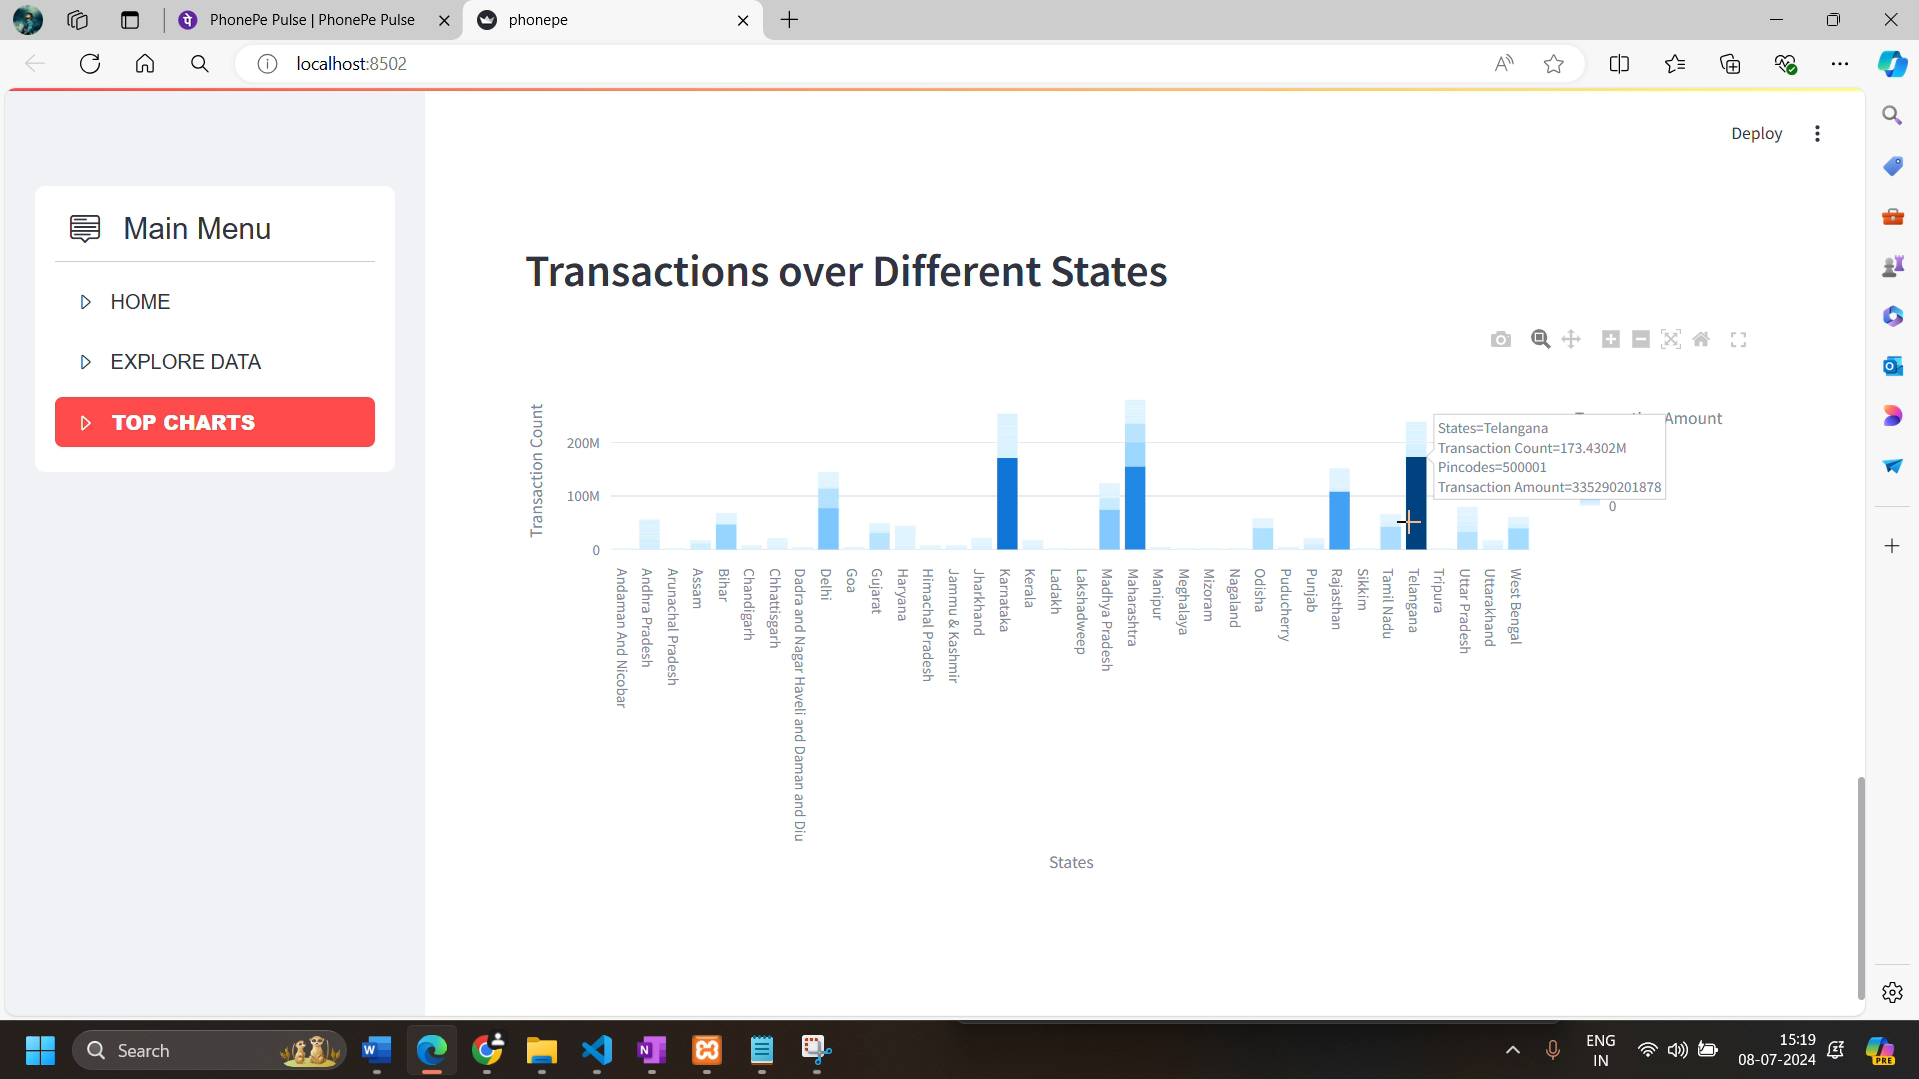 PhonePe Pulse | PhonePe Pulse
phonepe
localhost:8502
Deploy
Main Menu
HOME
EXPLORE DATA
TOP CHARTS
Transactions over Different States
Transaction Count
200M
100M
0
Amount
States=Telangana
Transaction Count=173.4302M
Pincodes=500001
Transaction Amount=335290201878
0
Andaman And Nicobar
Andhra Pradesh
Arunachal Pradesh
Assam
Bihar
Chandigarh
Chhattisgarh
Dadra and Nagar Haveli and Daman and Diu
Delhi
Goa
Gujarat
Haryana
Himachal Pradesh
Jammu & Kashmir
Jharkhand
Karnataka
Kerala
Ladakh
Lakshadweep
Madhya Pradesh
Maharashtra
Manipur
Meghalaya
Mizoram
Nagaland
Odisha
Puducherry
Punjab
Rajasthan
Sikkim
Tamil Nadu
Telangana
Tripura
Uttar Pradesh
Uttarakhand
West Bengal
States
Search
ENG
IN
15:19
08-07-2024
PRE